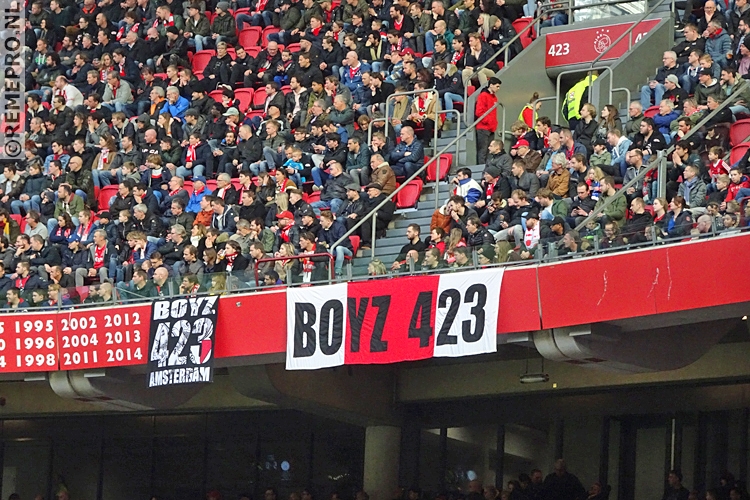 ©REMEPRO.NL
423
1995 2002 2012
1996 2004 2013
1998 2011 2014
BOYZ
423
AMSTERDAM
BOYZ 423